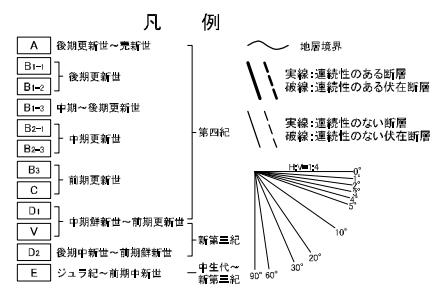 凡 例
A 後期更新世～完新世
B1-1
後期更新世
B1-2
B1-3 中期～後期更新世
B2-1
中期更新世
B2-3
B3
前期更新世
C
D1
中期鮮新世～前期更新世
V
D2 後期中新世～前期鮮新世
E ジュラ紀～前期中新世
第四紀
新第三紀
中生代～
新第三紀
地層境界
実線：連続性のある断層
破線：連続性のある伏在断層
実線：連続性のない断層
破線：連続性のない伏在断層
H:V=1:4
0°
1°
2°
3°
4°
5°
10°
20°
30°
60°
90°